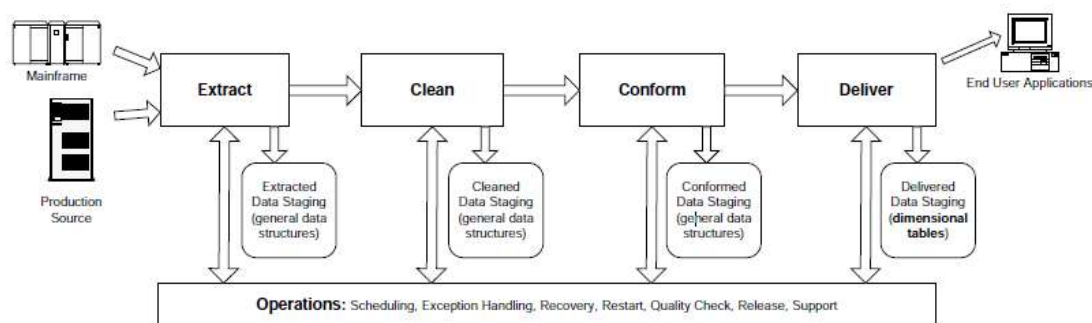 Mainframe
Production
Source
Extract
Clean
Conform
Deliver
End User Applications
Extracted
Data Staging
(general data
structures)
Cleaned
Data Staging
(general data
structures)
Conformed
Data Staging
(general data
structures)
Delivered
Data Staging
(dimensional
tables)
Operations: Scheduling, Exception Handling, Recovery, Restart, Quality Check, Release, Support